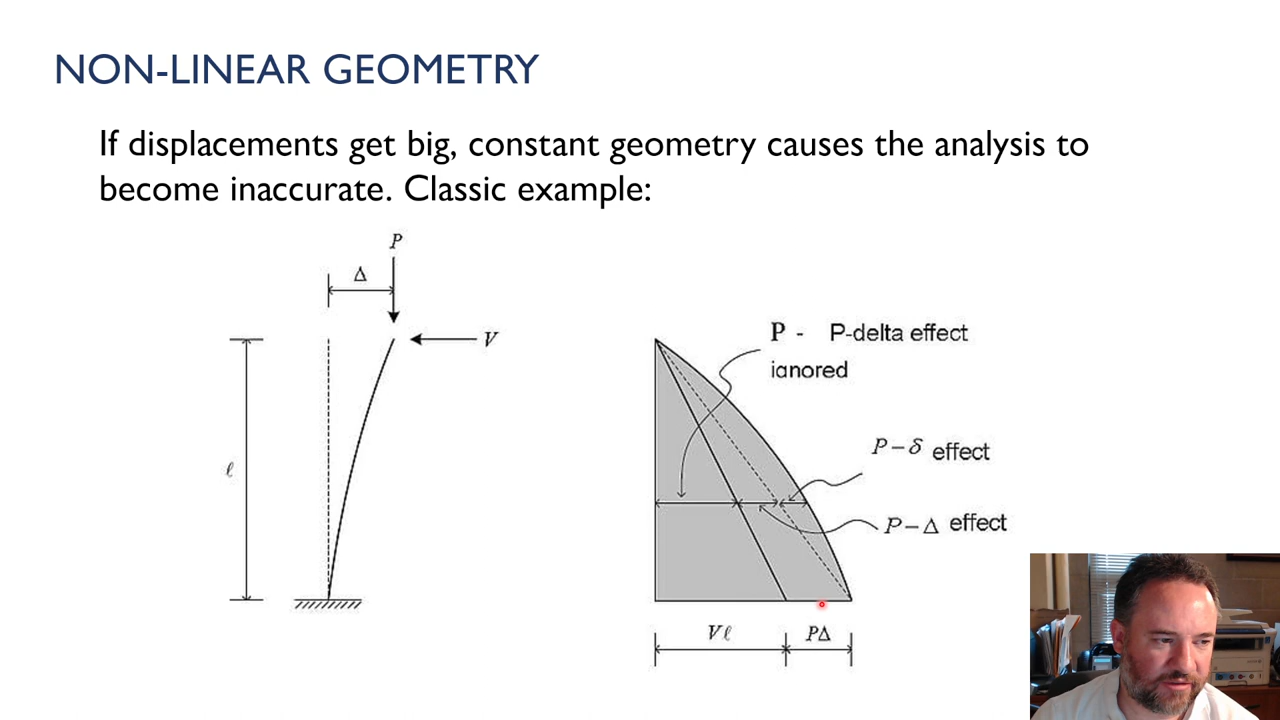 NON-LINEAR GEOMETRY
If displacements get big, constant geometry causes the analysis to
become inaccurate. Classic example:
P
Δ
V
ℓ
P - P-delta effect
ianored
P-δ effect
P-Δ effect
Vℓ
PΔ